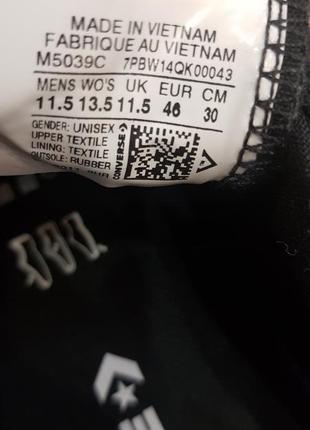 MADE IN VIETNAM
FABRIQUE AU VIETNAM
M5039C 7PBW14QK00043
MENS WO'S UK EUR CM
11.5 13.5 11.5 46 30
GENDER: UNISEX
UPPER: TEXTILE
LINING: TEXTILE
OUTSOLE: RUBBER
CONVERSE